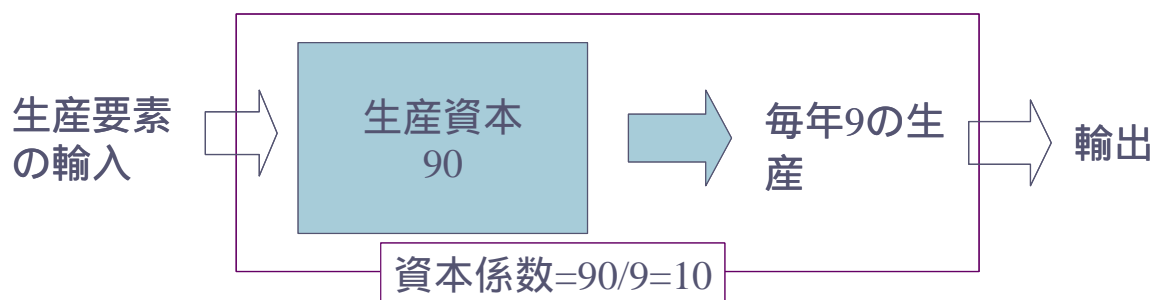 生産要素
の輸入
生産資本
90
毎年9の生
産
輸出
資本係数=90/9=10